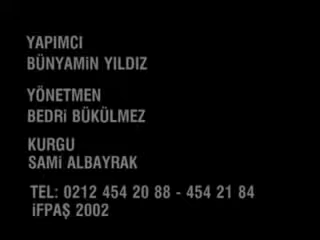 YAPIMCI
BÜNYAMİN YILDIZ
YÖNETMEN
BEDRİ BÜKÜLMEZ
KURGU
SAMİ ALBAYRAK
TEL: 0212 454 20 88 - 454 21 84
İFPAŞ 2002